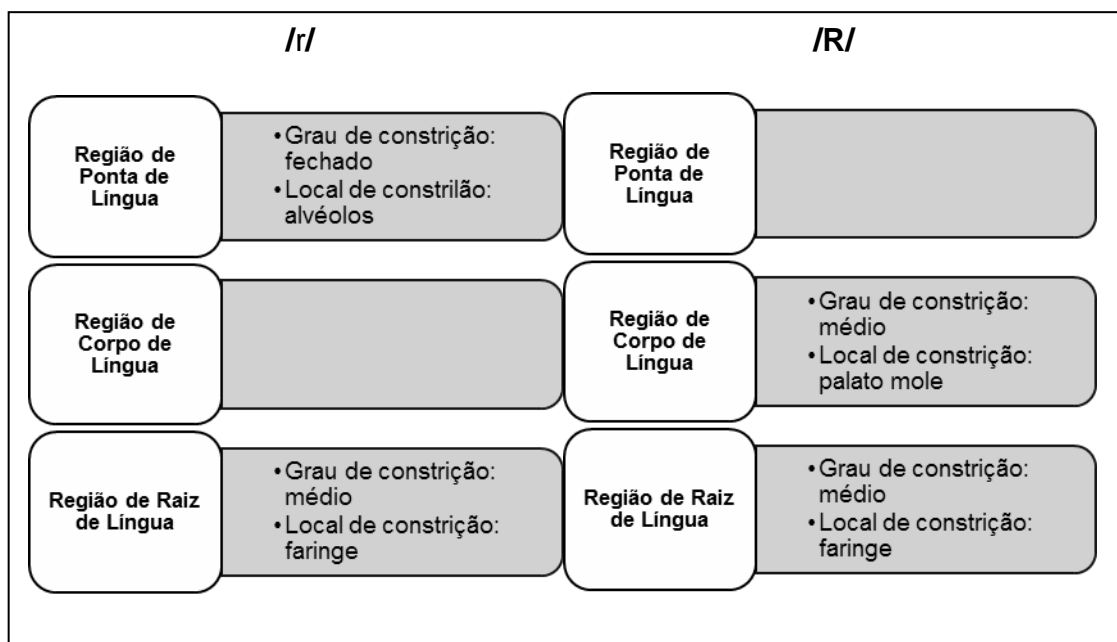 /r/
/R/
Região de
Ponta de
Língua
•Grau de constrição:
fechado
•Local de constrilão:
alvéolos
Região de
Ponta de
Língua
Região de
Corpo de
Língua
Região de
Corpo de
Língua
•Grau de constrição:
médio
•Local de constrição:
palato mole
Região de Raiz
de Língua
•Grau de constrição:
médio
•Local de constrição:
faringe
Região de Raiz
de Língua
•Grau de constrição:
médio
•Local de constrição:
faringe